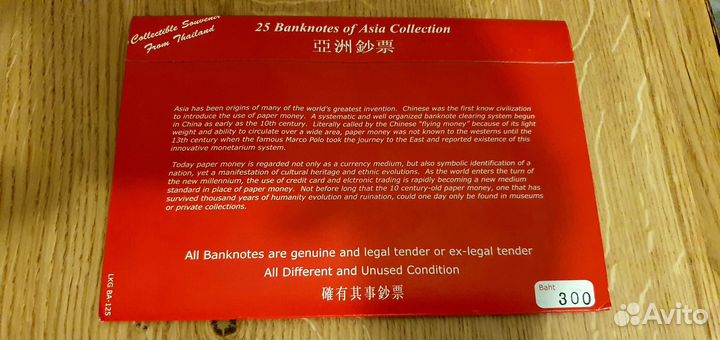 Collectible Souvenir
From Thailand
25 Banknotes of Asia Collection
亞洲鈔票
Asia has been origins of many of the world's greatest invention. Chinese was the first know civilization
to introduce the use of paper money. A systematic and well organized banknote clearing system begun
in China as early as the 10th century. Literally called by the Chinese "flying money" because of its light
weight and ability to circulate over a wide area, paper money was not known to the westerns until the
13th century when the famous Marco Polo took the journey to the East and reported existence of this
innovative monetarium system.
Today paper money is regarded not only as a currency medium, but also symbolic identification of a
nation, yet a manifestation of cultural heritage and ethnic evolutions. As the world enters the turn of
the new millennium, the use of credit card and elctronic trading is rapidly becoming a new medium
standard in place of paper money. Not before long that the 10 century-old paper money, one that has
survived thousand years of humanity evolution and ruination, could one day only be found in museums
or private collections.
All Banknotes are genuine and legal tender or ex-legal tender
All Different and Unused Condition
確有其事鈔票
LKG BA-12S
Baht
300
Avito